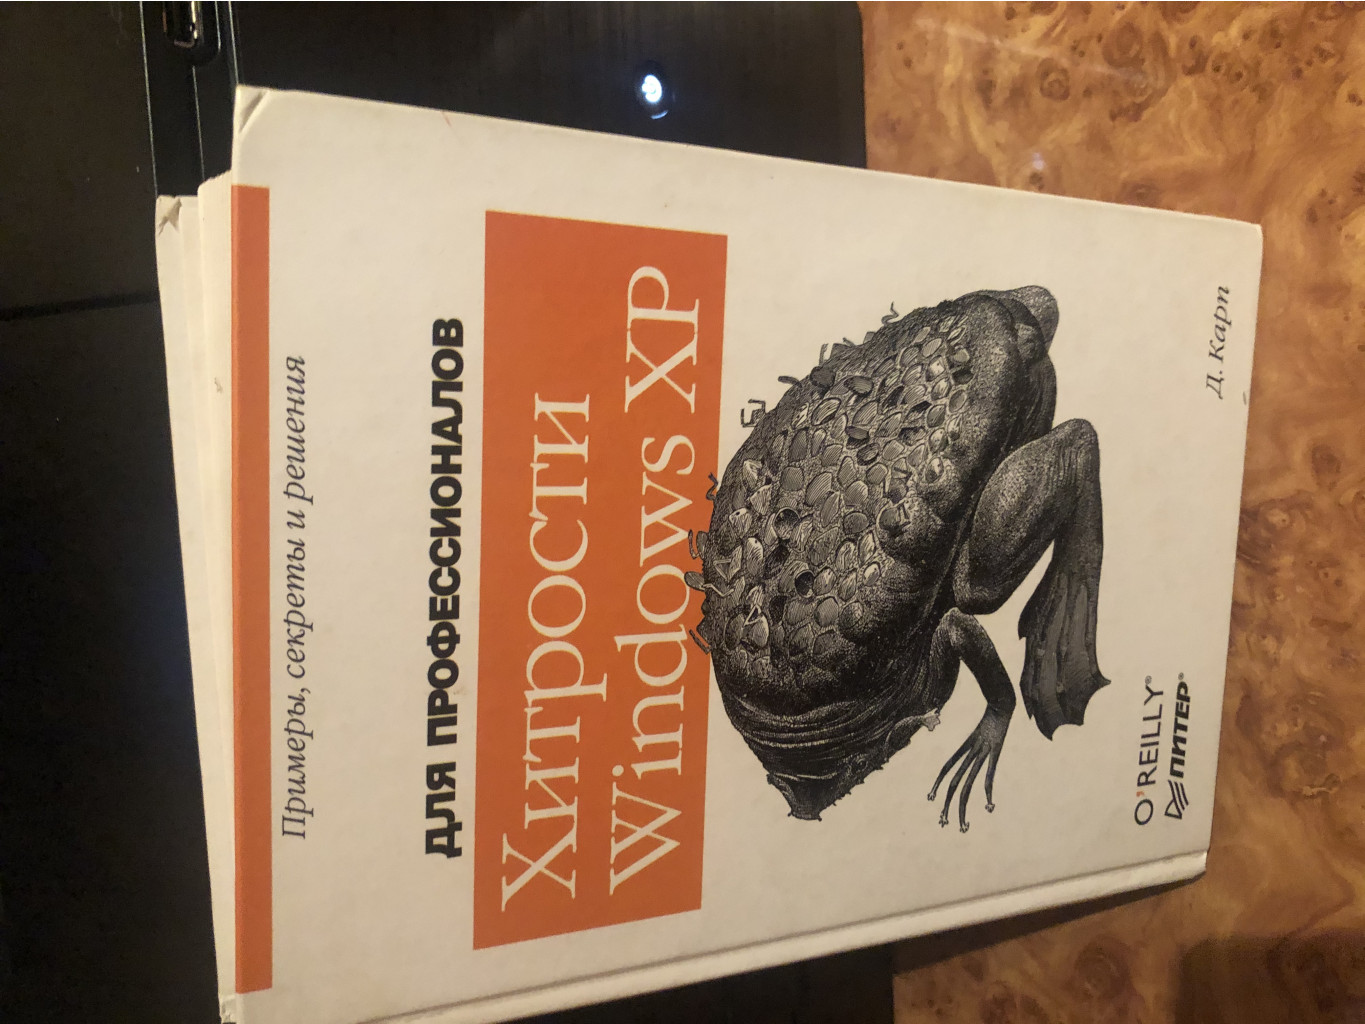 Примеры, секреты и решения
ДЛЯ ПРОФЕССИОНАЛОВ
Хитрости
Windows XP
O'REILLY®
ПИТЕР®
Д. Карп